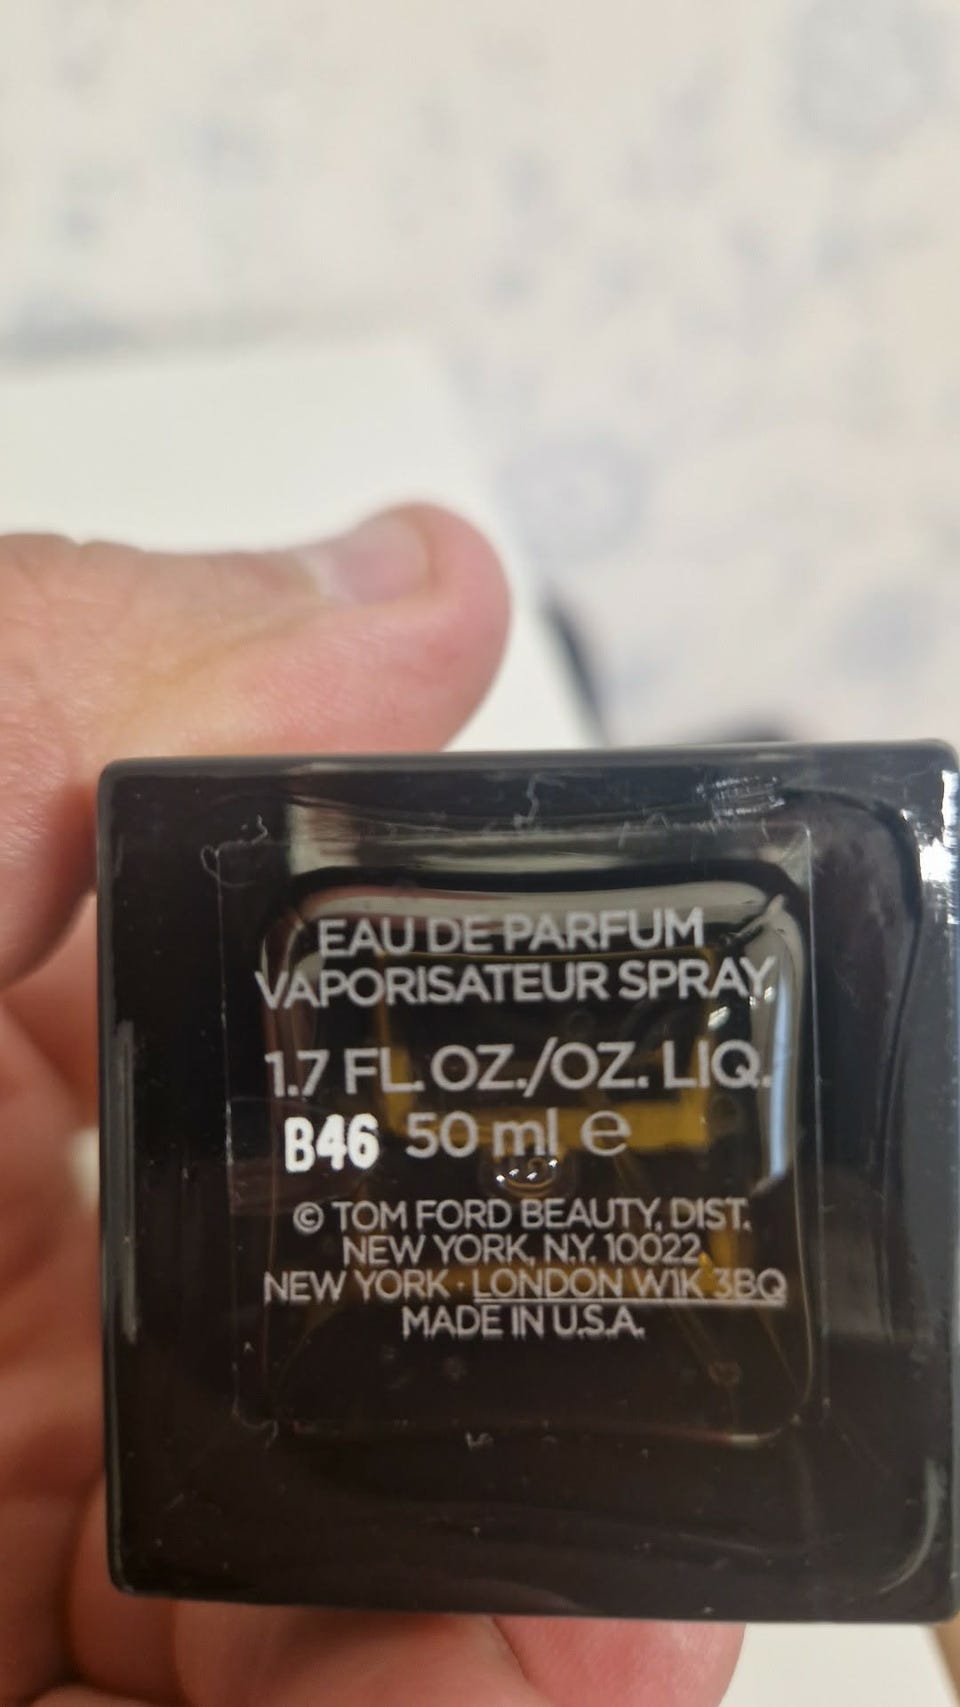 EAU DE PARFUM
VAPORISATEUR SPRAY
1.7 FL. OZ./OZ. LIQ.
B46 50 ml ℮
© TOM FORD BEAUTY, DIST.
NEW YORK, N.Y. 10022
NEW YORK · LONDON W1K 3BQ
MADE IN U.S.A.